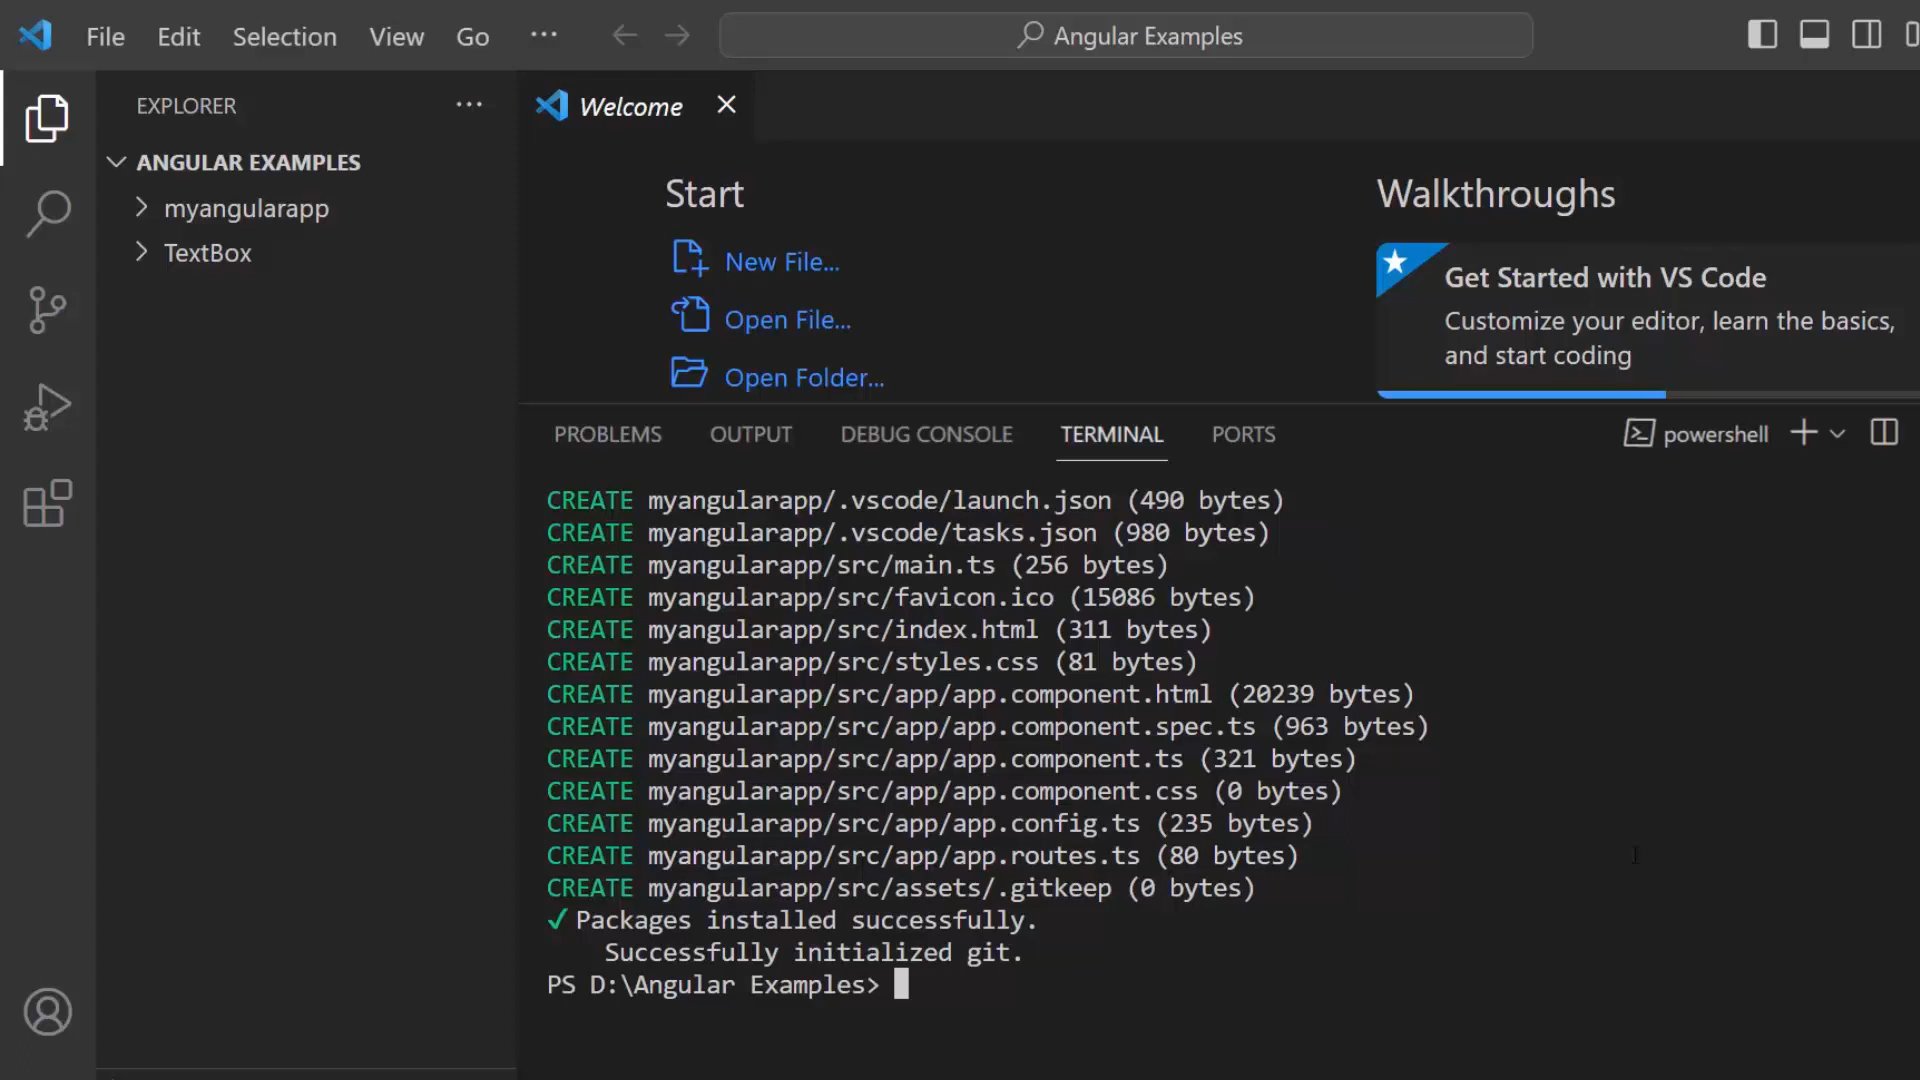 File Edit Selection View Go ··· Angular Examples
EXPLORER ···
ANGULAR EXAMPLES
myangularapp
TextBox
Welcome
Start
New File...
Open File...
Open Folder...
Walkthroughs
Get Started with VS Code
Customize your editor, learn the basics,
and start coding
PROBLEMS OUTPUT DEBUG CONSOLE TERMINAL PORTS powershell
CREATE myangularapp/.vscode/launch.json (490 bytes)
CREATE myangularapp/.vscode/tasks.json (980 bytes)
CREATE myangularapp/src/main.ts (256 bytes)
CREATE myangularapp/src/favicon.ico (15086 bytes)
CREATE myangularapp/src/index.html (311 bytes)
CREATE myangularapp/src/styles.css (81 bytes)
CREATE myangularapp/src/app/app.component.html (20239 bytes)
CREATE myangularapp/src/app/app.component.spec.ts (963 bytes)
CREATE myangularapp/src/app/app.component.ts (321 bytes)
CREATE myangularapp/src/app/app.component.css (0 bytes)
CREATE myangularapp/src/app/app.config.ts (235 bytes)
CREATE myangularapp/src/app/app.routes.ts (80 bytes)
CREATE myangularapp/src/assets/.gitkeep (0 bytes)
✓ Packages installed successfully.
Successfully initialized git.
PS D:\Angular Examples>